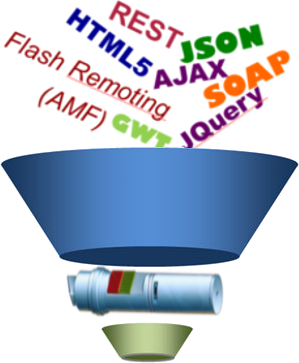 REST
HTML5
JSON
Flash Remoting
(AMF)
AJAX
SOAP
GWT
JQuery